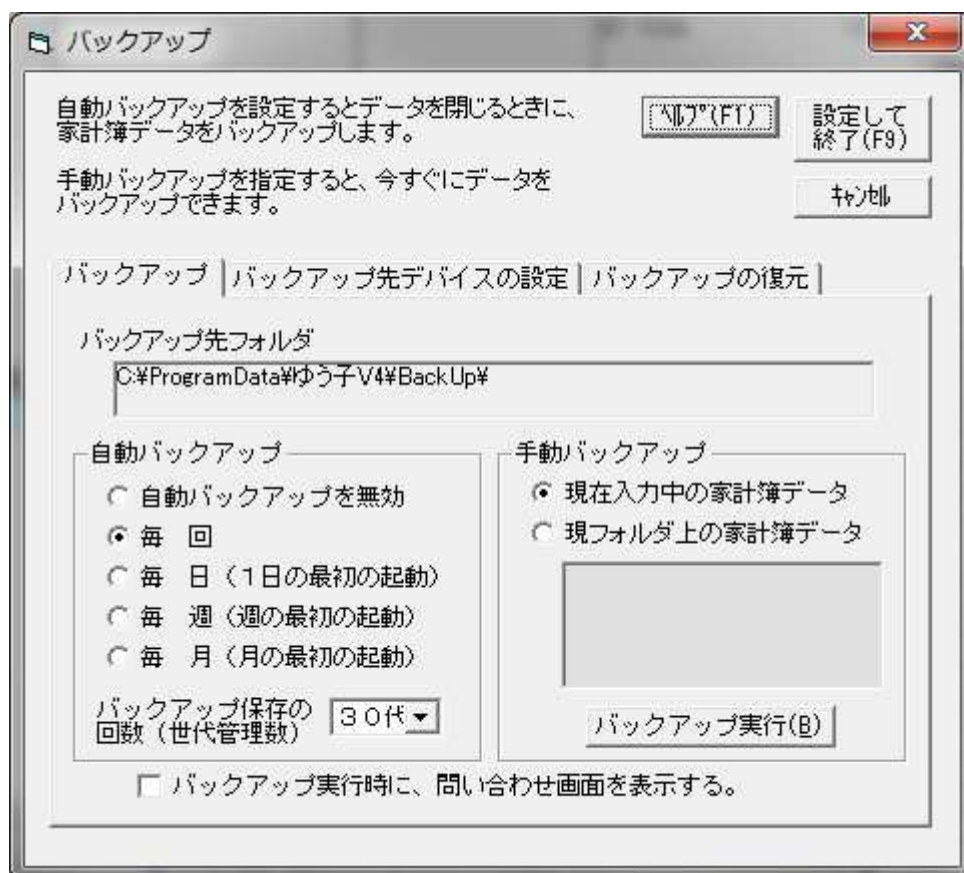 バックアップ
自動バックアップを設定するとデータを閉じるときに、
家計簿データをバックアップします。
手動バックアップを指定すると、今すぐにデータを
バックアップできます。
ﾍﾙﾌﾟ(F1)
設定して
終了(F9)
ｷｬﾝｾﾙ
バックアップ
バックアップ先デバイスの設定
バックアップの復元
バックアップ先フォルダ
C:¥ProgramData¥ゆう子V4¥BackUp¥
自動バックアップ
自動バックアップを無効
毎　回
毎　日（１日の最初の起動）
毎　週（週の最初の起動）
毎　月（月の最初の起動）
バックアップ保存の
回数（世代管理数）
３０代
手動バックアップ
現在入力中の家計簿データ
現フォルダ上の家計簿データ
バックアップ実行(B)
バックアップ実行時に、問い合わせ画面を表示する。